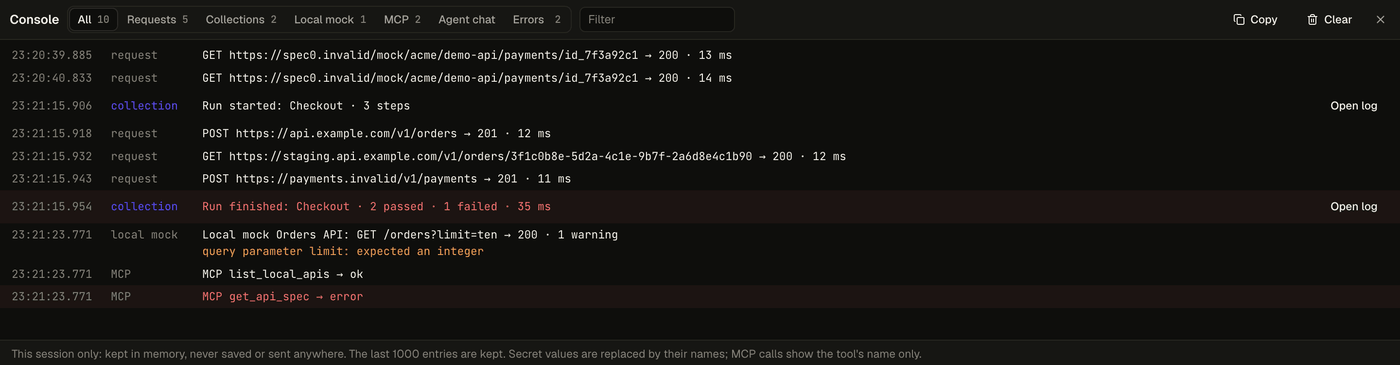 Console All 10 Requests 5 Collections 2 Local mock 1 MCP 2 Agent chat Errors 2 Filter Copy Clear
23:20:39.885 request GET https://spec0.invalid/mock/acme/demo-api/payments/id_7f3a92c1 → 200 · 13 ms
23:20:40.833 request GET https://spec0.invalid/mock/acme/demo-api/payments/id_7f3a92c1 → 200 · 14 ms
23:21:15.906 collection Run started: Checkout · 3 steps Open log
23:21:15.918 request POST https://api.example.com/v1/orders → 201 · 12 ms
23:21:15.932 request GET https://staging.api.example.com/v1/orders/3f1c0b8e-5d2a-4c1e-9b7f-2a6d8e4c1b90 → 200 · 12 ms
23:21:15.943 request POST https://payments.invalid/v1/payments → 201 · 11 ms
23:21:15.954 collection Run finished: Checkout · 2 passed · 1 failed · 35 ms Open log
23:21:23.771 local mock Local mock Orders API: GET /orders?limit=ten → 200 · 1 warning
query parameter limit: expected an integer
23:21:23.771 MCP MCP list_local_apis → ok
23:21:23.771 MCP MCP get_api_spec → error
This session only: kept in memory, never saved or sent anywhere. The last 1000 entries are kept. Secret values are replaced by their names; MCP calls show the tool's name only.